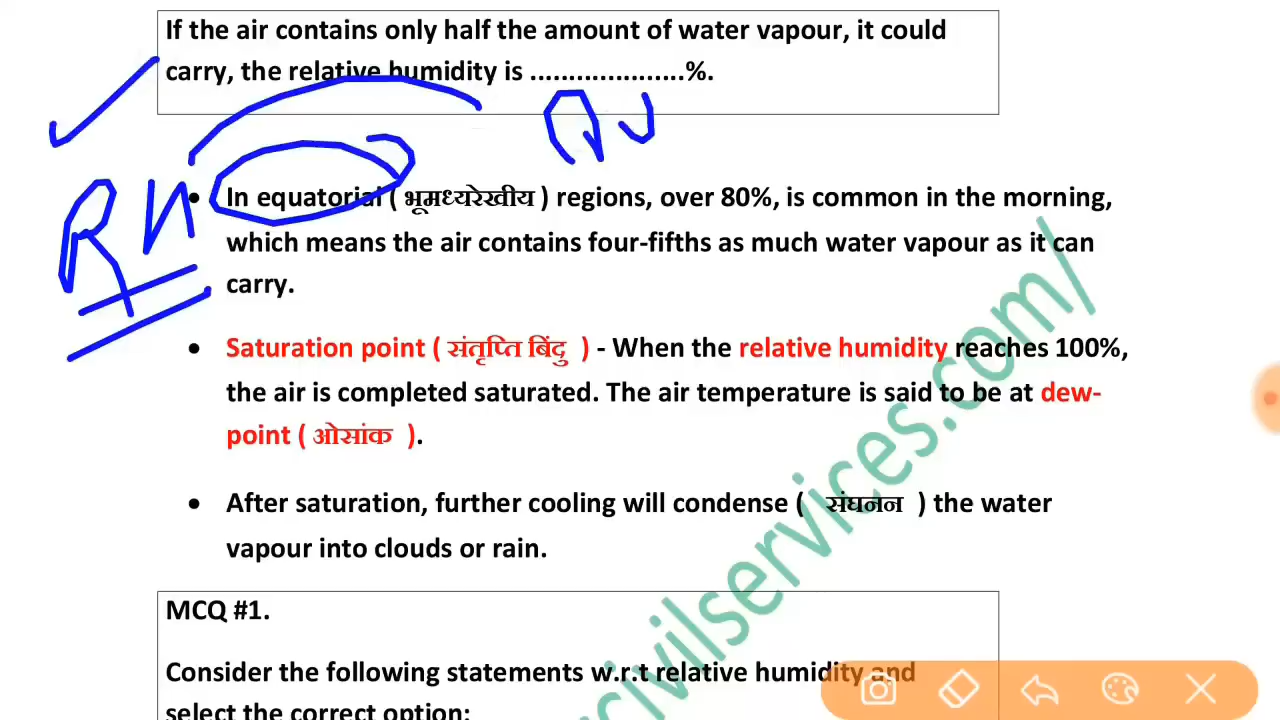 If the air contains only half the amount of water vapour, it could
carry, the relative humidity is ....................%.
RH
• In equatorial ( भूमध्यरेखीय ) regions, over 80%, is common in the morning,
which means the air contains four-fifths as much water vapour as it can
carry.
• Saturation point ( संतृप्ति बिंदु ) - When the relative humidity reaches 100%,
the air is completed saturated. The air temperature is said to be at dew-
point ( ओसांक ).
• After saturation, further cooling will condense ( संघनन ) the water
vapour into clouds or rain.
MCQ #1.
Consider the following statements w.r.t relative humidity and
select the correct option:
civilservices.com/